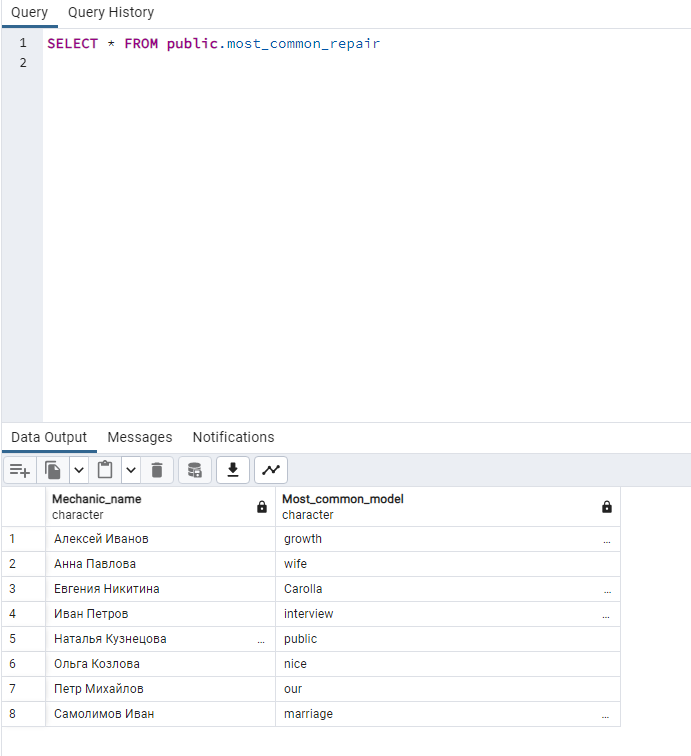 Query Query History
1 SELECT * FROM public.most_common_repair
2
Data Output Messages Notifications
Mechanic_name Most_common_model
character character
1 Алексей Иванов growth ...
2 Анна Павлова wife
3 Евгения Никитина Carolla ...
4 Иван Петров interview ...
5 Наталья Кузнецова ... public
6 Ольга Козлова nice
7 Петр Михайлов our
8 Самолимов Иван marriage ...